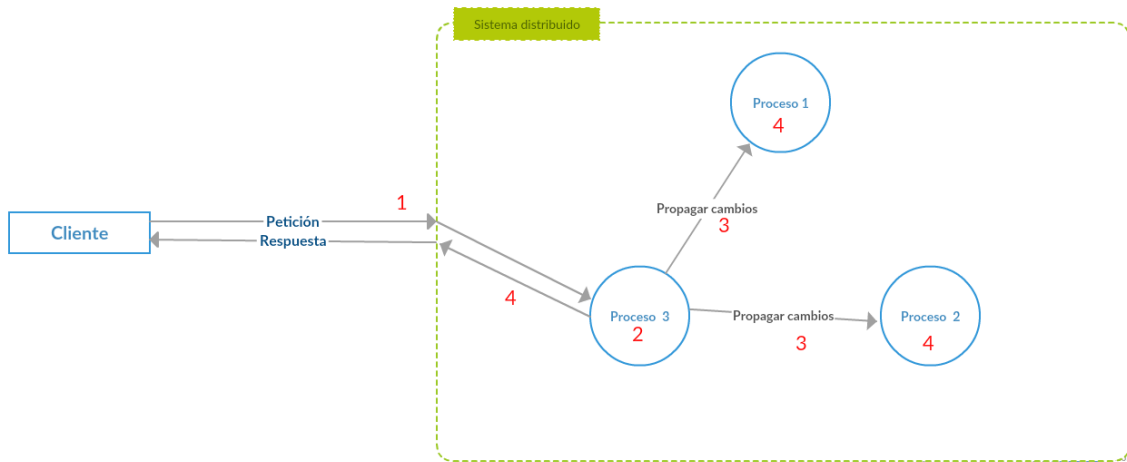 Sistema distribuido
Proceso 1
4
1
Propagar cambios
3
Petición
Cliente
Respuesta
4
Proceso 3
2
Propagar cambios
3
Proceso 2
4